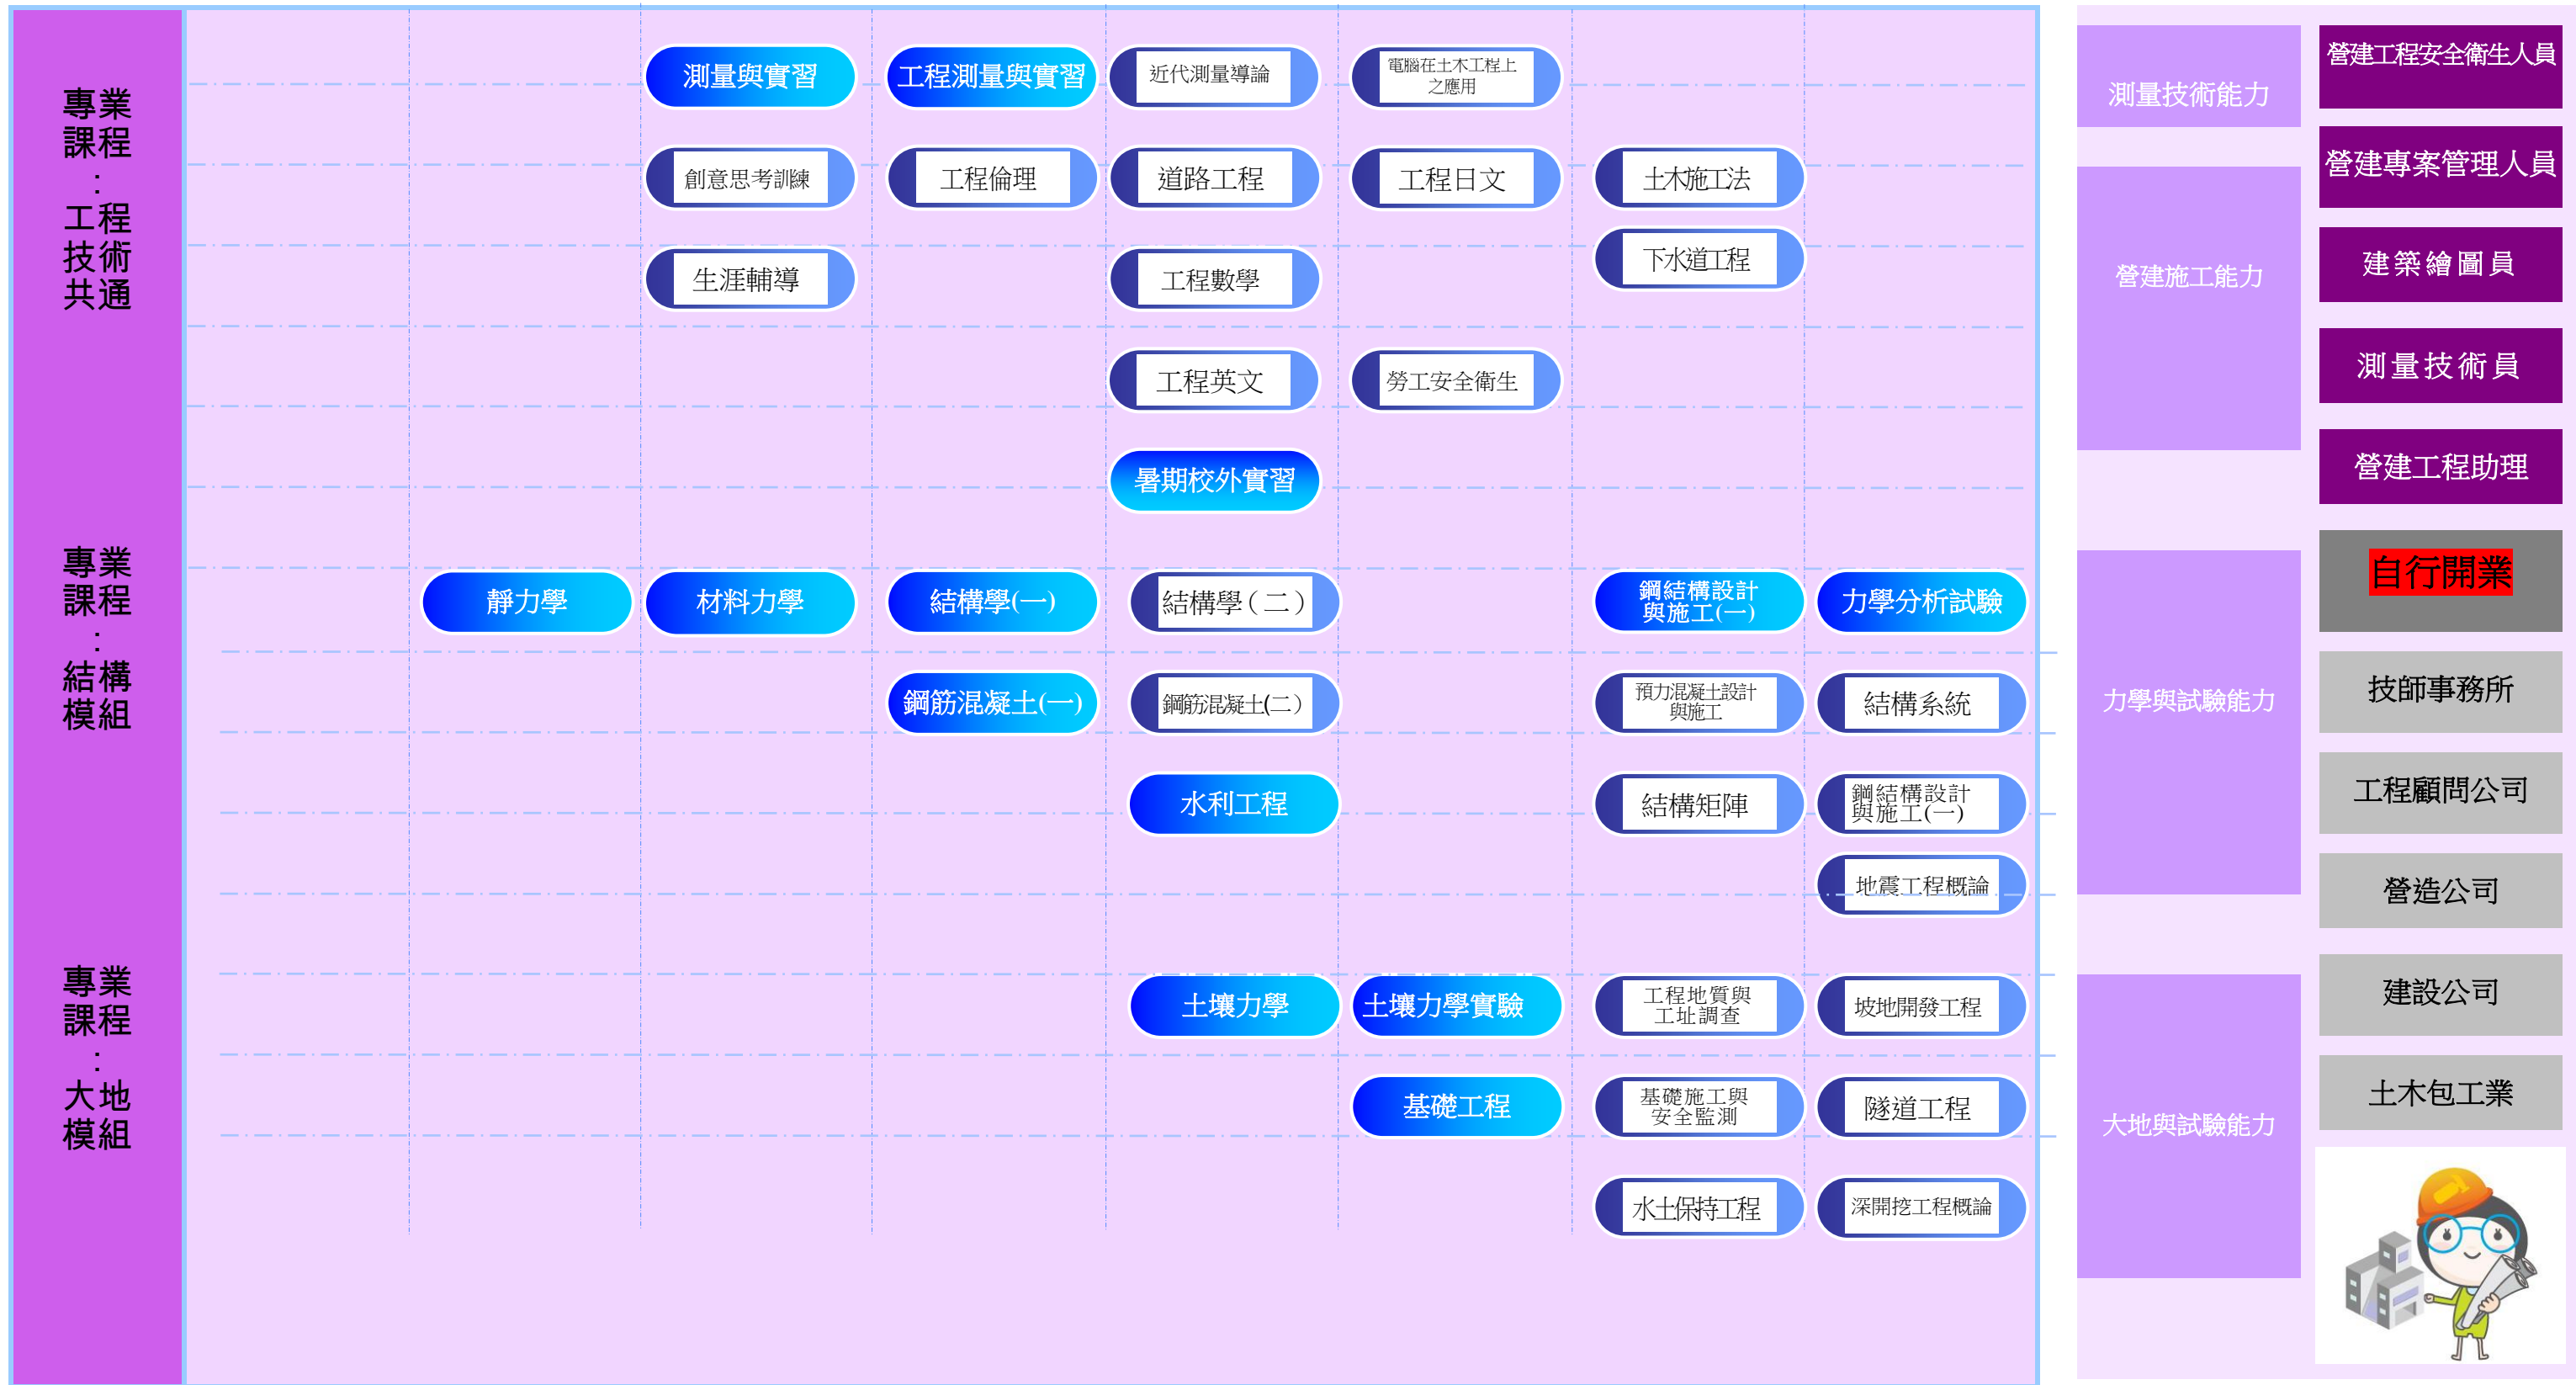 專業
課程
：
工程
技術
共通
測量與實習
工程測量與實習
近代測量導論
電腦在土木工程上
之應用
創意思考訓練
工程倫理
道路工程
工程日文
土木施工法
生涯輔導
工程數學
下水道工程
工程英文
勞工安全衛生
暑期校外實習
專業
課程
：
結構
模組
靜力學
材料力學
結構學(一)
結構學(二)
鋼結構設計
與施工(一)
力學分析試驗
鋼筋混凝土(一)
鋼筋混凝土(二)
預力混凝土設計
與施工
結構系統
水利工程
結構矩陣
鋼結構設計
與施工(一)
地震工程概論
專業
課程
：
大地
模組
土壤力學
土壤力學實驗
工程地質與
工址調查
坡地開發工程
基礎工程
基礎施工與
安全監測
隧道工程
水土保持工程
深開挖工程概論
測量技術能力
營建施工能力
力學與試驗能力
大地與試驗能力
營建工程安全衛生人員
營建專案管理人員
建築繪圖員
測量技術員
營建工程助理
自行開業
技師事務所
工程顧問公司
營造公司
建設公司
土木包工業